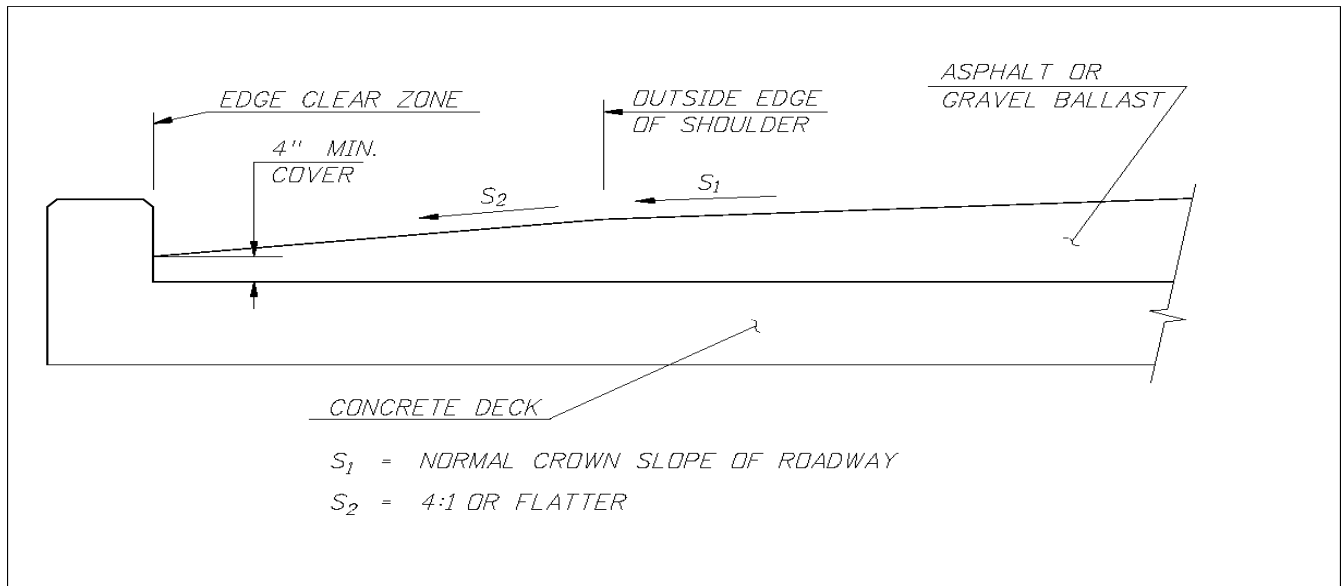 ASPHALT OR
GRAVEL BALLAST
EDGE CLEAR ZONE
OUTSIDE EDGE
OF SHOULDER
4" MIN.
COVER
S₂
S₁
CONCRETE DECK
S₁ = NORMAL CROWN SLOPE OF ROADWAY
S₂ = 4:1 OR FLATTER